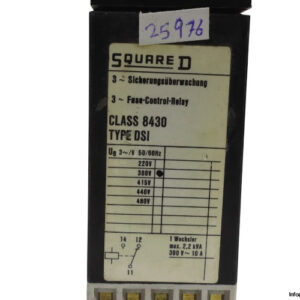 25976
SQUARE D
3 ~ Sicherungsüberwachung
3 ~ Fuse-Control-Relay
CLASS 8430
TYPE DSI
Us 3~/V 50/60Hz
220V
380V
415V
440V
480V
14 12
11
1 Wechsler
max. 2,2 kVA
380 V ~ 10 A